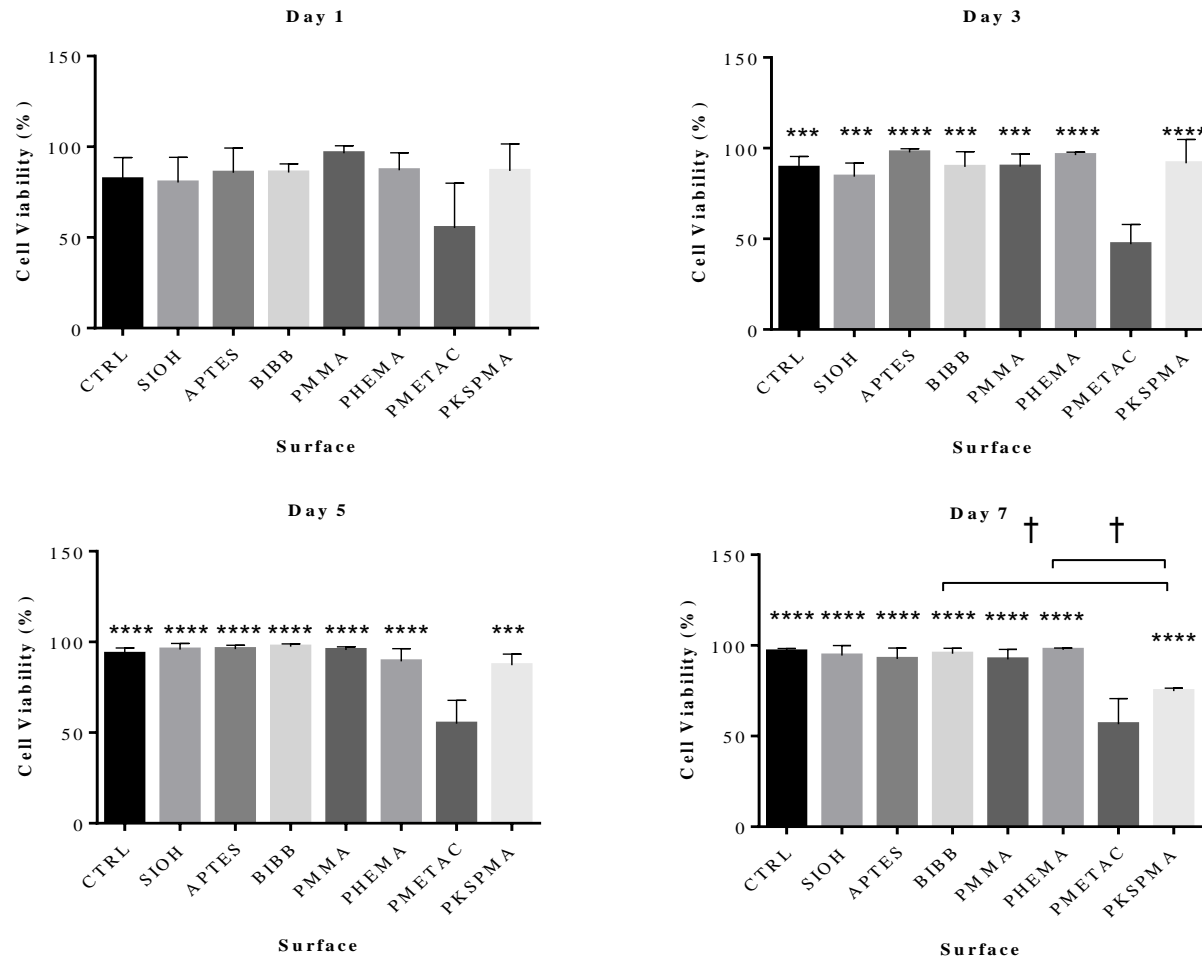 Day 1
Cell Viability (%)
150
100
50
0
CTRL
SIOH
APTES
BIBB
PMMA
PHEMA
PMETAC
PKSPMA
Surface
Day 3
Cell Viability (%)
150
100
50
0
*** *** **** *** *** **** ****
CTRL
SIOH
APTES
BIBB
PMMA
PHEMA
PMETAC
PKSPMA
Surface
Day 5
Cell Viability (%)
150
100
50
0
**** **** **** **** **** **** ***
CTRL
SIOH
APTES
BIBB
PMMA
PHEMA
PMETAC
PKSPMA
Surface
Day 7
† †
Cell Viability (%)
150
100
50
0
**** **** **** **** **** **** ****
CTRL
SIOH
APTES
BIBB
PMMA
PHEMA
PMETAC
PKSPMA
Surface